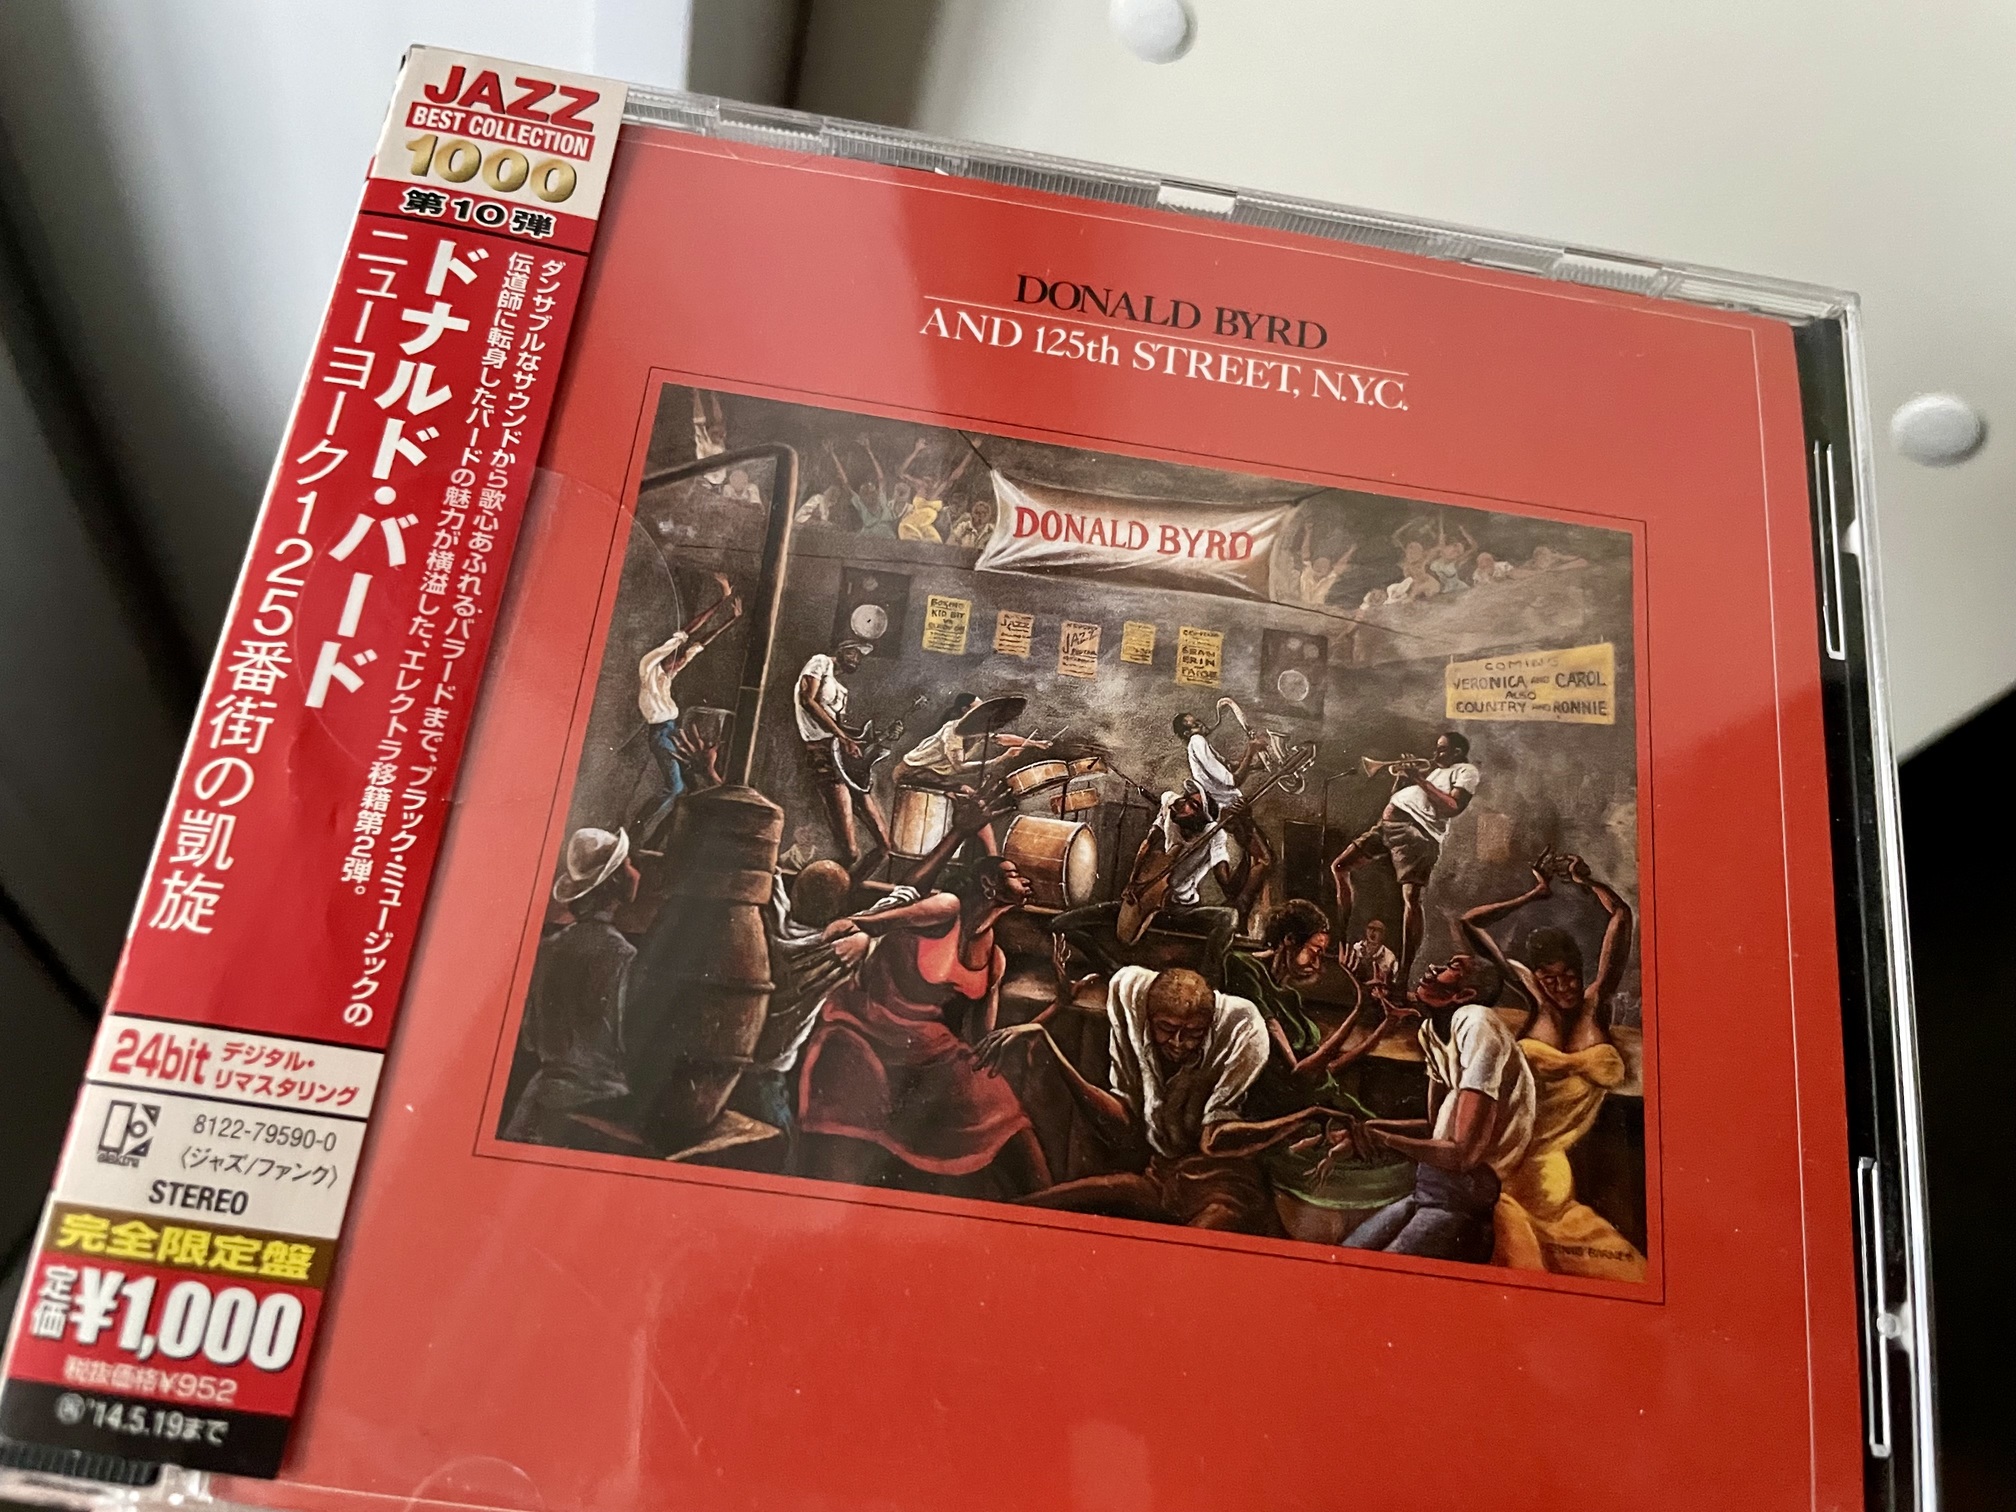 JAZZ
BEST COLLECTION
1000
第10弾
ダンサブルなサウンドから歌心あふれるバラードまで、ブラック・ミュージックの
伝道師に転身したバードの魅力が横溢した、エレクトラ移籍第2弾。
ドナルド・バード
ニューヨーク125番街の凱旋
24bit デジタル・
リマスタリング
elektra
8122-79590-0
〈ジャズ/ファンク〉
STEREO
完全限定盤
定価¥1,000
税抜価格¥952
'14.5.19まで
DONALD BYRD
AND 125th STREET, N.Y.C.
DONALD BYRD
JAZZ
COMING
VERONICA AND CAROL
ALSO
COUNTRY AND RONNIE
ERNIE BARNES